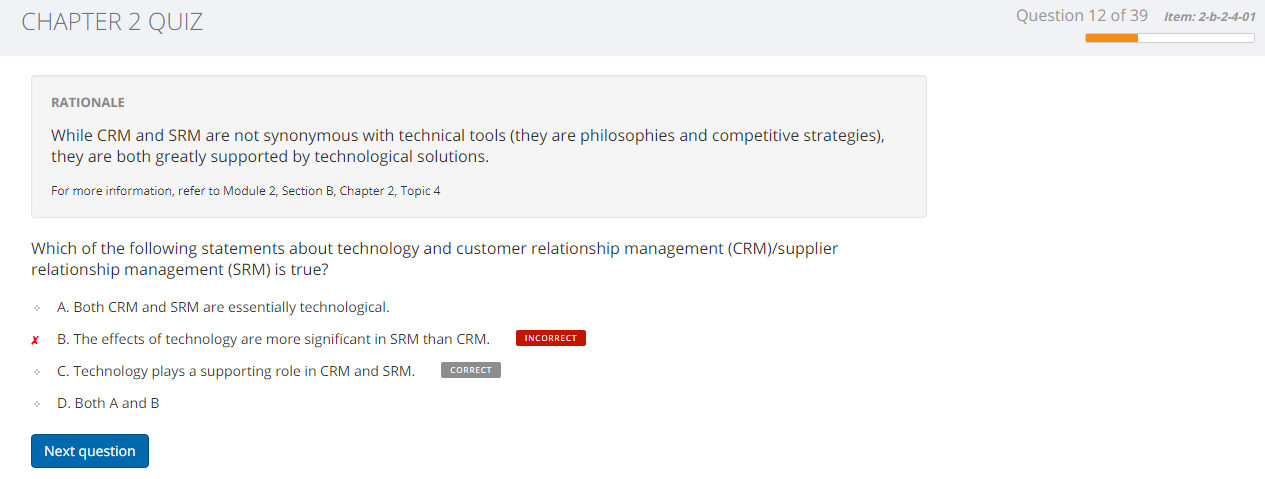 CHAPTER 2 QUIZ
Question 12 of 39 Item: 2-b-2-4-01
RATIONALE
While CRM and SRM are not synonymous with technical tools (they are philosophies and competitive strategies),
they are both greatly supported by technological solutions.
For more information, refer to Module 2, Section B, Chapter 2, Topic 4
Which of the following statements about technology and customer relationship management (CRM)/supplier
relationship management (SRM) is true?
A. Both CRM and SRM are essentially technological.
✗ B. The effects of technology are more significant in SRM than CRM. INCORRECT
C. Technology plays a supporting role in CRM and SRM. CORRECT
D. Both A and B
Next question